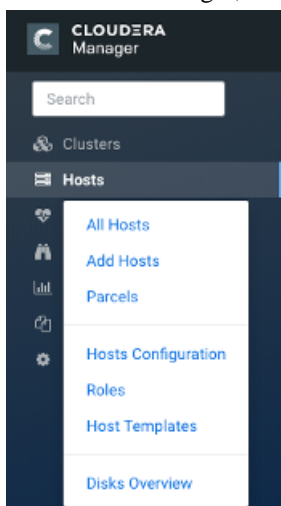 CLOUDERA
Manager
Search
Clusters
Hosts
All Hosts
Add Hosts
Parcels
Hosts Configuration
Roles
Host Templates
Disks Overview